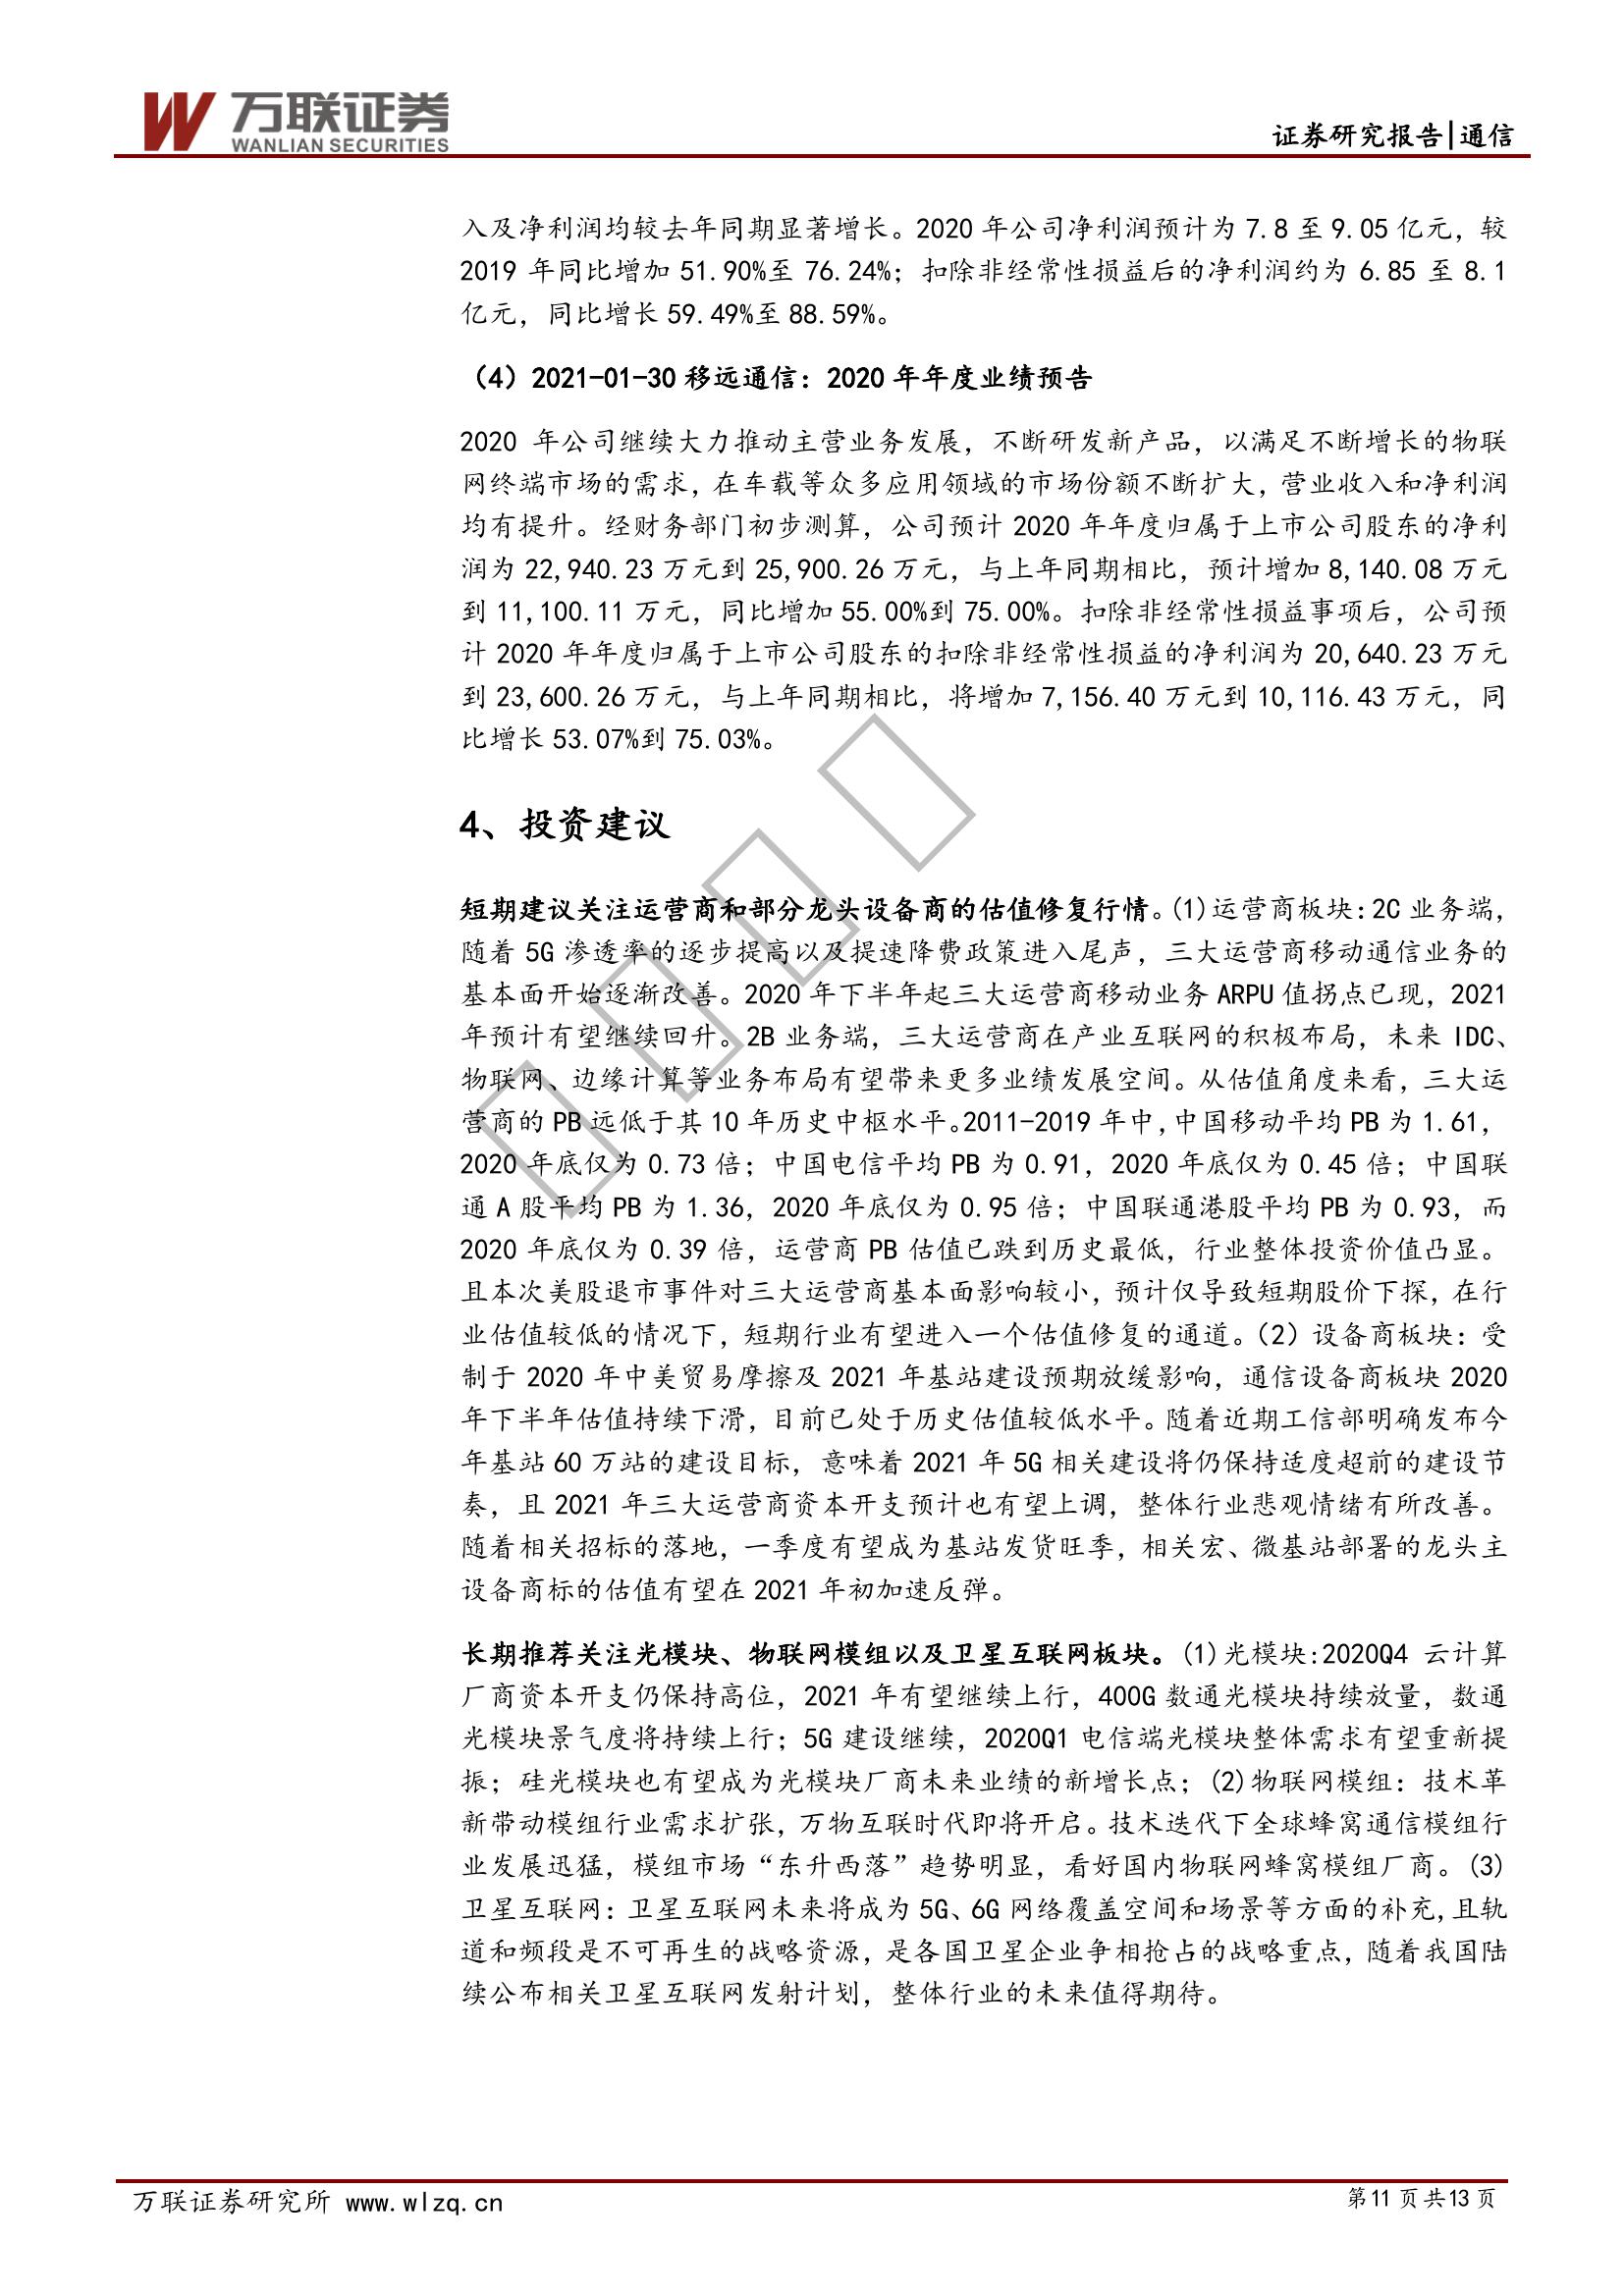 万联证券
WANLIAN SECURITIES
证券研究报告|通信
入及净利润均较去年同期显著增长。2020 年公司净利润预计为 7.8 至 9.05 亿元，较
2019 年同比增加 51.90%至 76.24%；扣除非经常性损益后的净利润约为 6.85 至 8.1
亿元，同比增长 59.49%至 88.59%。
（4）2021-01-30 移远通信：2020 年年度业绩预告
2020 年公司继续大力推动主营业务发展，不断研发新产品，以满足不断增长的物联
网终端市场的需求，在车载等众多应用领域的市场份额不断扩大，营业收入和净利润
均有提升。经财务部门初步测算，公司预计 2020 年年度归属于上市公司股东的净利
润为 22,940.23 万元到 25,900.26 万元，与上年同期相比，预计增加 8,140.08 万元
到 11,100.11 万元，同比增加 55.00%到 75.00%。扣除非经常性损益事项后，公司预
计 2020 年年度归属于上市公司股东的扣除非经常性损益的净利润为 20,640.23 万元
到 23,600.26 万元，与上年同期相比，将增加 7,156.40 万元到 10,116.43 万元，同
比增长 53.07%到 75.03%。
4、投资建议
短期建议关注运营商和部分龙头设备商的估值修复行情。(1)运营商板块：2C 业务端，
随着 5G 渗透率的逐步提高以及提速降费政策进入尾声，三大运营商移动通信业务的
基本面开始逐渐改善。2020 年下半年起三大运营商移动业务 ARPU 值拐点已现，2021
年预计有望继续回升。2B 业务端，三大运营商在产业互联网的积极布局，未来 IDC、
物联网、边缘计算等业务布局有望带来更多业绩发展空间。从估值角度来看，三大运
营商的 PB 远低于其 10 年历史中枢水平。2011-2019 年中，中国移动平均 PB 为 1.61，
2020 年底仅为 0.73 倍；中国电信平均 PB 为 0.91，2020 年底仅为 0.45 倍；中国联
通 A 股平均 PB 为 1.36，2020 年底仅为 0.95 倍；中国联通港股平均 PB 为 0.93，而
2020 年底仅为 0.39 倍，运营商 PB 估值已跌到历史最低，行业整体投资价值凸显。
且本次美股退市事件对三大运营商基本面影响较小，预计仅导致短期股价下探，在行
业估值较低的情况下，短期行业有望进入一个估值修复的通道。（2）设备商板块：受
制于 2020 年中美贸易摩擦及 2021 年基站建设预期放缓影响，通信设备商板块 2020
年下半年估值持续下滑，目前已处于历史估值较低水平。随着近期工信部明确发布今
年基站 60 万站的建设目标，意味着 2021 年 5G 相关建设将仍保持适度超前的建设节
奏，且 2021 年三大运营商资本开支预计也有望上调，整体行业悲观情绪有所改善。
随着相关招标的落地，一季度有望成为基站发货旺季，相关宏、微基站部署的龙头主
设备商标的估值有望在 2021 年初加速反弹。
长期推荐关注光模块、物联网模组以及卫星互联网板块。(1)光模块:2020Q4 云计算
厂商资本开支仍保持高位，2021 年有望继续上行，400G 数通光模块持续放量，数通
光模块景气度将持续上行；5G 建设继续，2020Q1 电信端光模块整体需求有望重新提
振；硅光模块也有望成为光模块厂商未来业绩的新增长点；(2)物联网模组：技术革
新带动模组行业需求扩张，万物互联时代即将开启。技术迭代下全球蜂窝通信模组行
业发展迅猛，模组市场“东升西落”趋势明显，看好国内物联网蜂窝模组厂商。(3)
卫星互联网：卫星互联网未来将成为 5G、6G 网络覆盖空间和场景等方面的补充，且轨
道和频段是不可再生的战略资源，是各国卫星企业争相抢占的战略重点，随着我国陆
续公布相关卫星互联网发射计划，整体行业的未来值得期待。
万联证券研究所 www.wlzq.cn
第11 页 共13 页